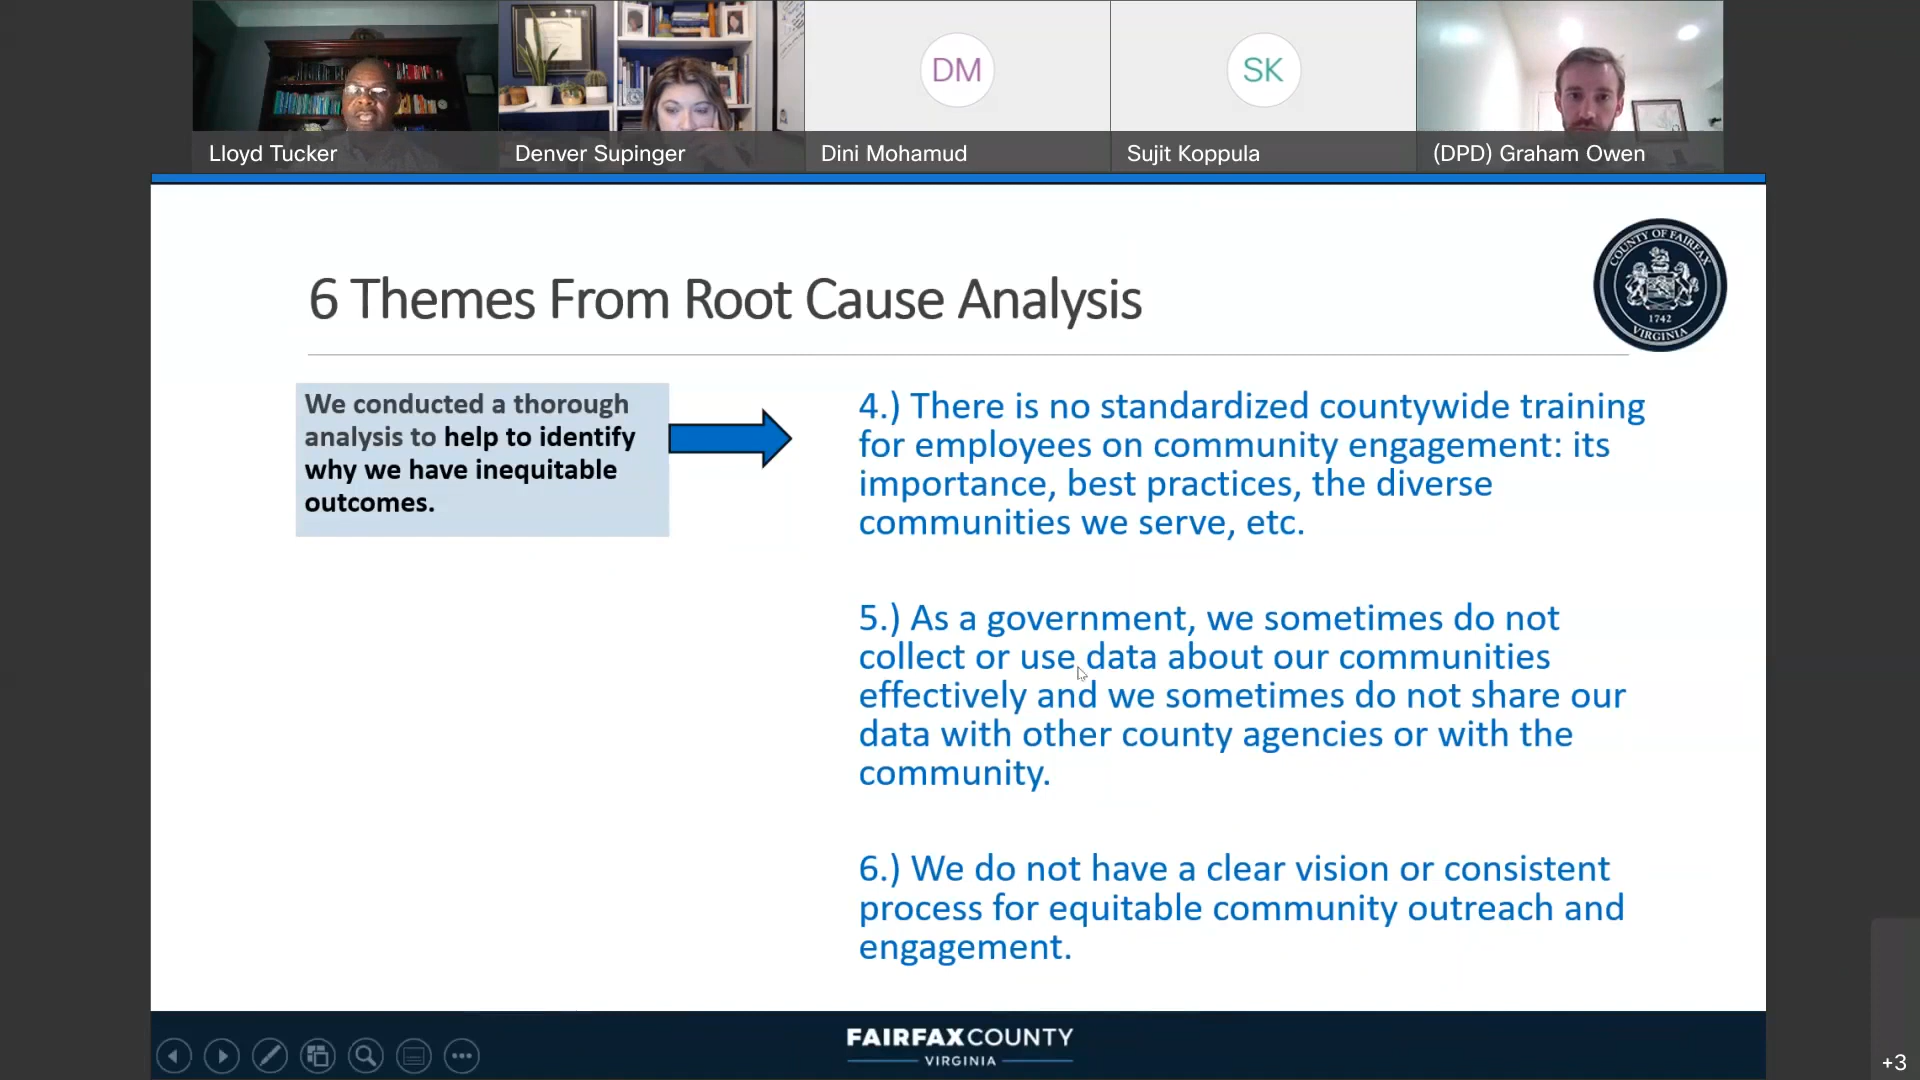 DM
SK
Lloyd Tucker
Denver Supinger
Dini Mohamud
Sujit Koppula
(DPD) Graham Owen
6 Themes From Root Cause Analysis
COUNTY OF FAIRFAX
1742
VIRGINIA
We conducted a thorough
analysis to help to identify
why we have inequitable
outcomes.
4.) There is no standardized countywide training
for employees on community engagement: its
importance, best practices, the diverse
communities we serve, etc.
5.) As a government, we sometimes do not
collect or use data about our communities
effectively and we sometimes do not share our
data with other county agencies or with the
community.
6.) We do not have a clear vision or consistent
process for equitable community outreach and
engagement.
FAIRFAX COUNTY
VIRGINIA
+3